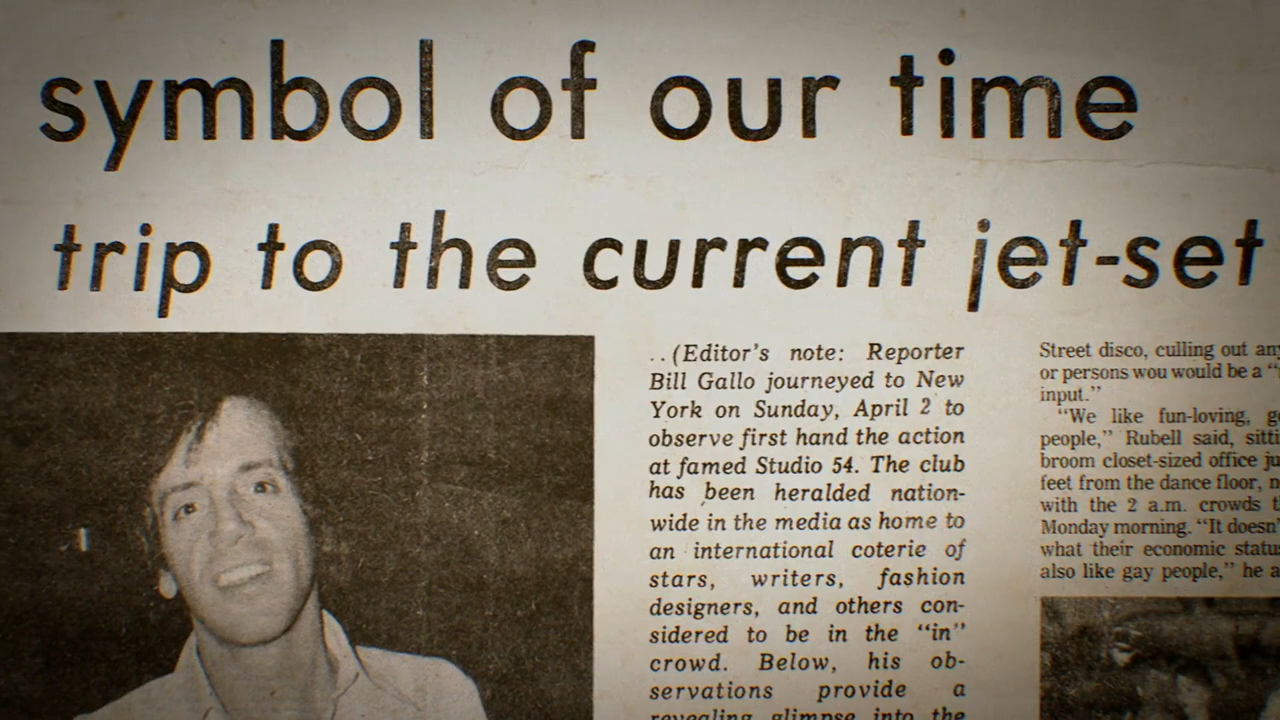 symbol of our time
trip to the current jet-set
..(Editor's note: Reporter
Bill Gallo journeyed to New
York on Sunday, April 2 to
observe first hand the action
at famed Studio 54. The club
has been heralded nation-
wide in the media as home to
an international coterie of
stars, writers, fashion
designers, and others con-
sidered to be in the "in"
crowd. Below, his ob-
servations provide a
revealing glimpse into the
Street disco, culling out
or persons wou would be a
input."
"We like fun-loving,
people," Rubell said,
broom closet-sized office
feet from the dance floor,
with the 2 a.m. crowds
Monday morning. "It
what their economic
also like gay people," he